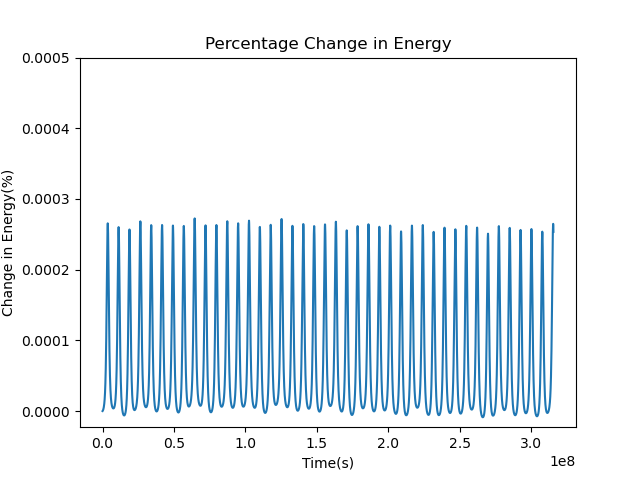 Percentage Change in Energy
Change in Energy(%)
0.0005
0.0004
0.0003
0.0002
0.0001
0.0000
0.0 0.5 1.0 1.5 2.0 2.5 3.0
1e8
Time(s)